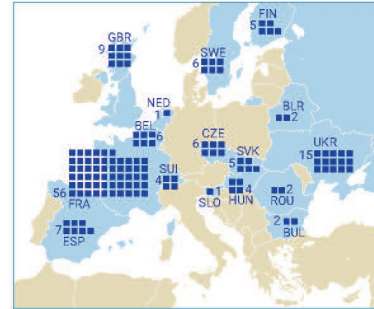 FIN
5
GBR
9
SWE
6
NED
1
BLR
2
BEL
6
CZE
6
UKR
15
SVK
5
SUI
4
56
FRA
1
SLO
4
HUN
2
ROU
7
ESP
2
BUL